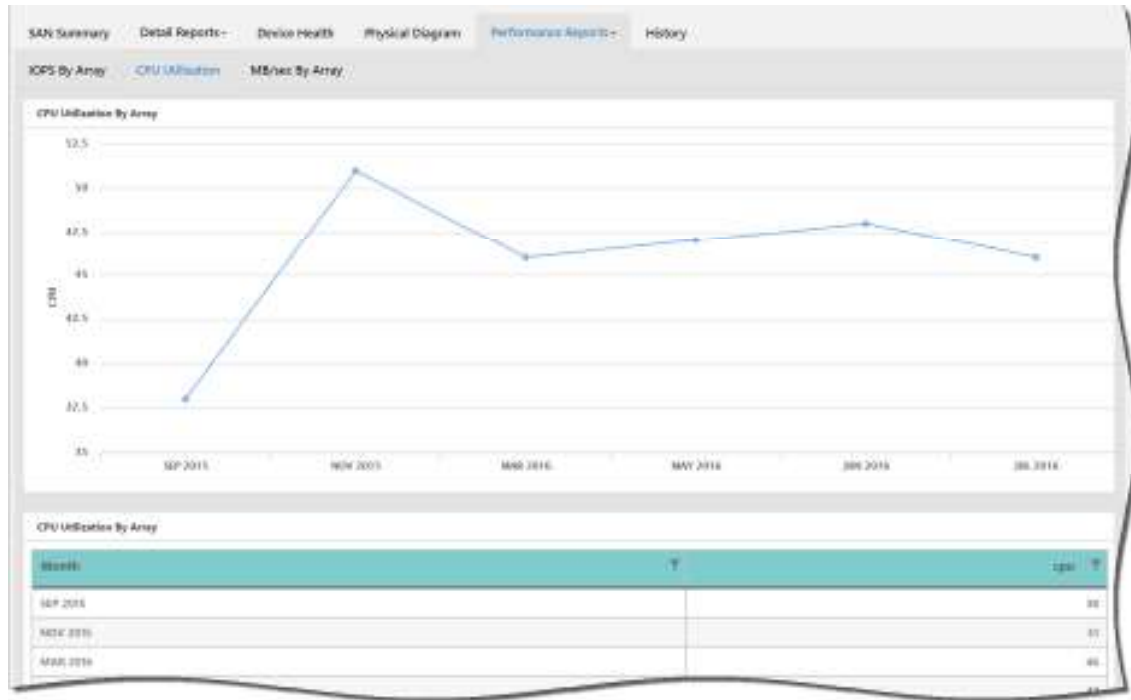 SAN Summary Detail Reports Device Health Physical Diagram Performance Reports History
IOPS By Array CPU Utilization MB/sec By Array
CPU Utilization By Array
52.5
50
47.5
45
CPU
42.5
40
37.5
35
SEP 2015 NOV 2015 MAR 2016 MAY 2016 JUN 2016 JUL 2016
CPU Utilization By Array
Month cpu
SEP 2015 38
NOV 2015 51
MAR 2016 46